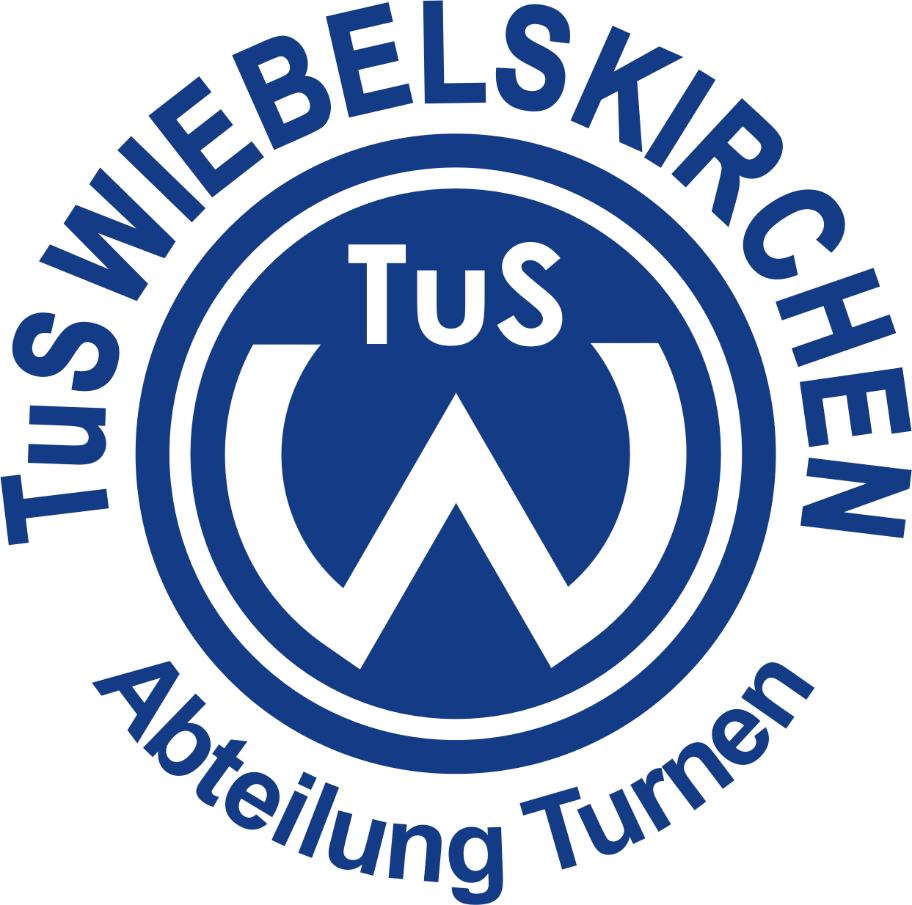 TuS WIEBELSKIRCHEN
TuS
W
Abteilung Turnen